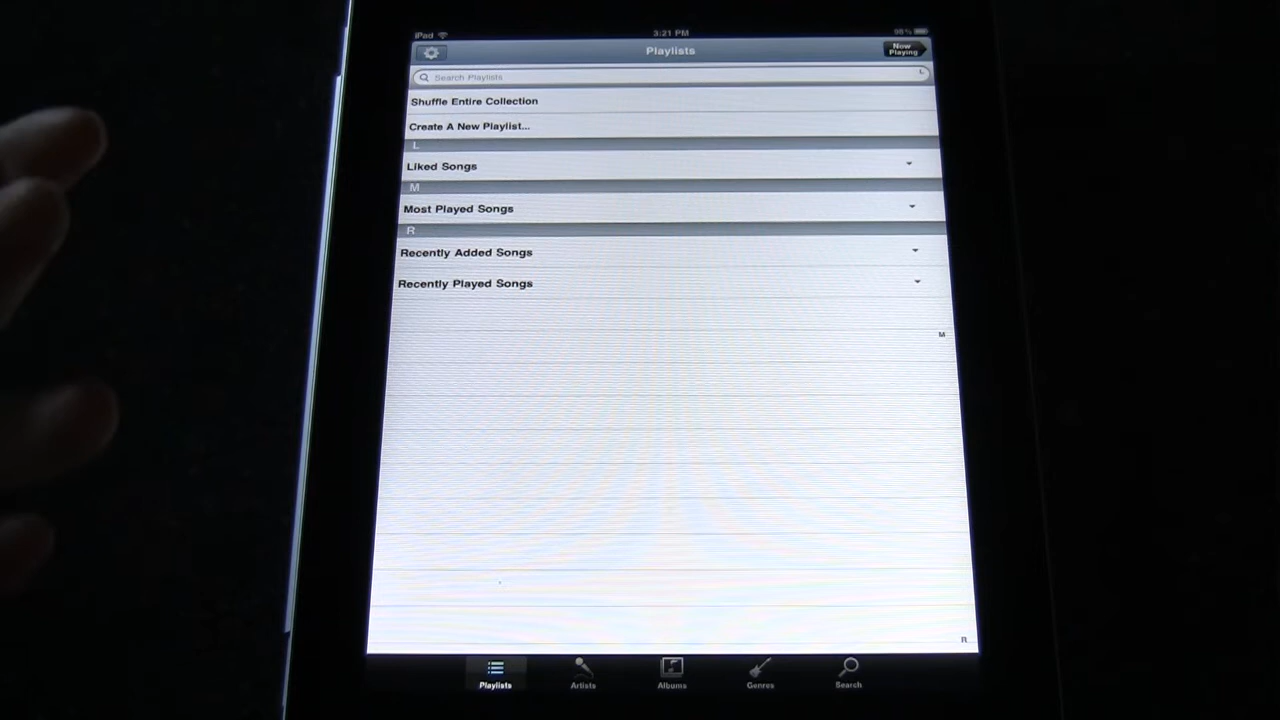 iPad 3:21 PM 98%
Playlists
Now Playing
Search Playlists
L
Shuffle Entire Collection
Create A New Playlist...
L
Liked Songs
M
Most Played Songs
R
Recently Added Songs
Recently Played Songs
M
R
Playlists Artists Albums Genres Search